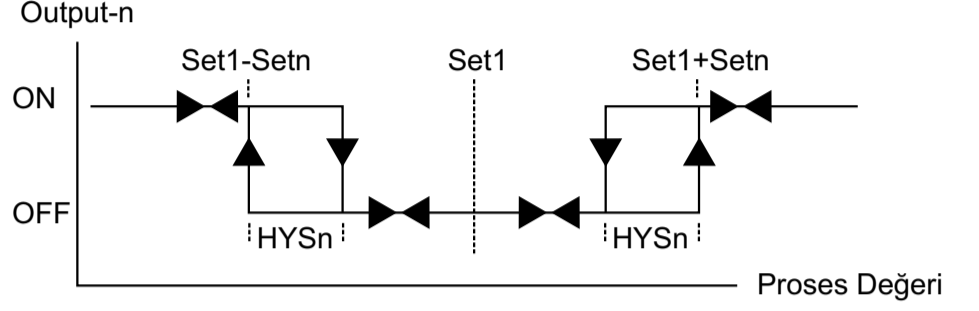 Output-n
Set1-Setn
Set1
Set1+Setn
ON
OFF
HYSn
HYSn
Proses Değeri